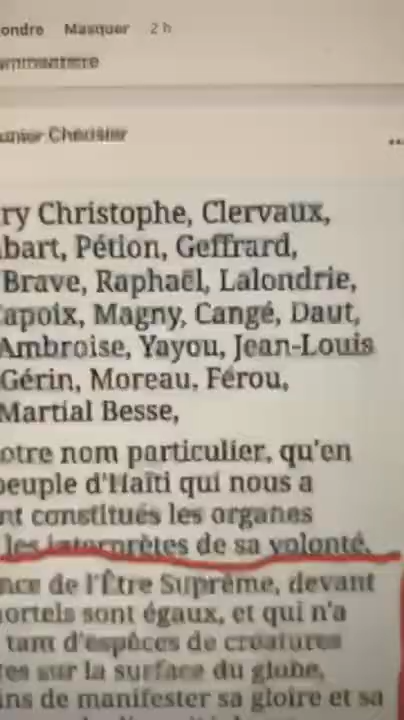 ondre Masquer 2 h
ry Christophe, Clervaux,
bart, Pétion, Geffrard,
Brave, Raphaël, Lalondrie,
apoix, Magny, Cangé, Daut,
Ambroise, Yayou, Jean-Louis
Gérin, Moreau, Férou,
Martial Besse,
otre nom particulier, qu'en
peuple d'Haïti qui nous a
nt constitués les organes
les interprètes de sa volonté,
nce de l'Être Suprême, devant
ortels sont égaux, et qui n'a
tant d'espèces de créatures
tes sur la surface du globe,
ins de manifester sa gloire et sa